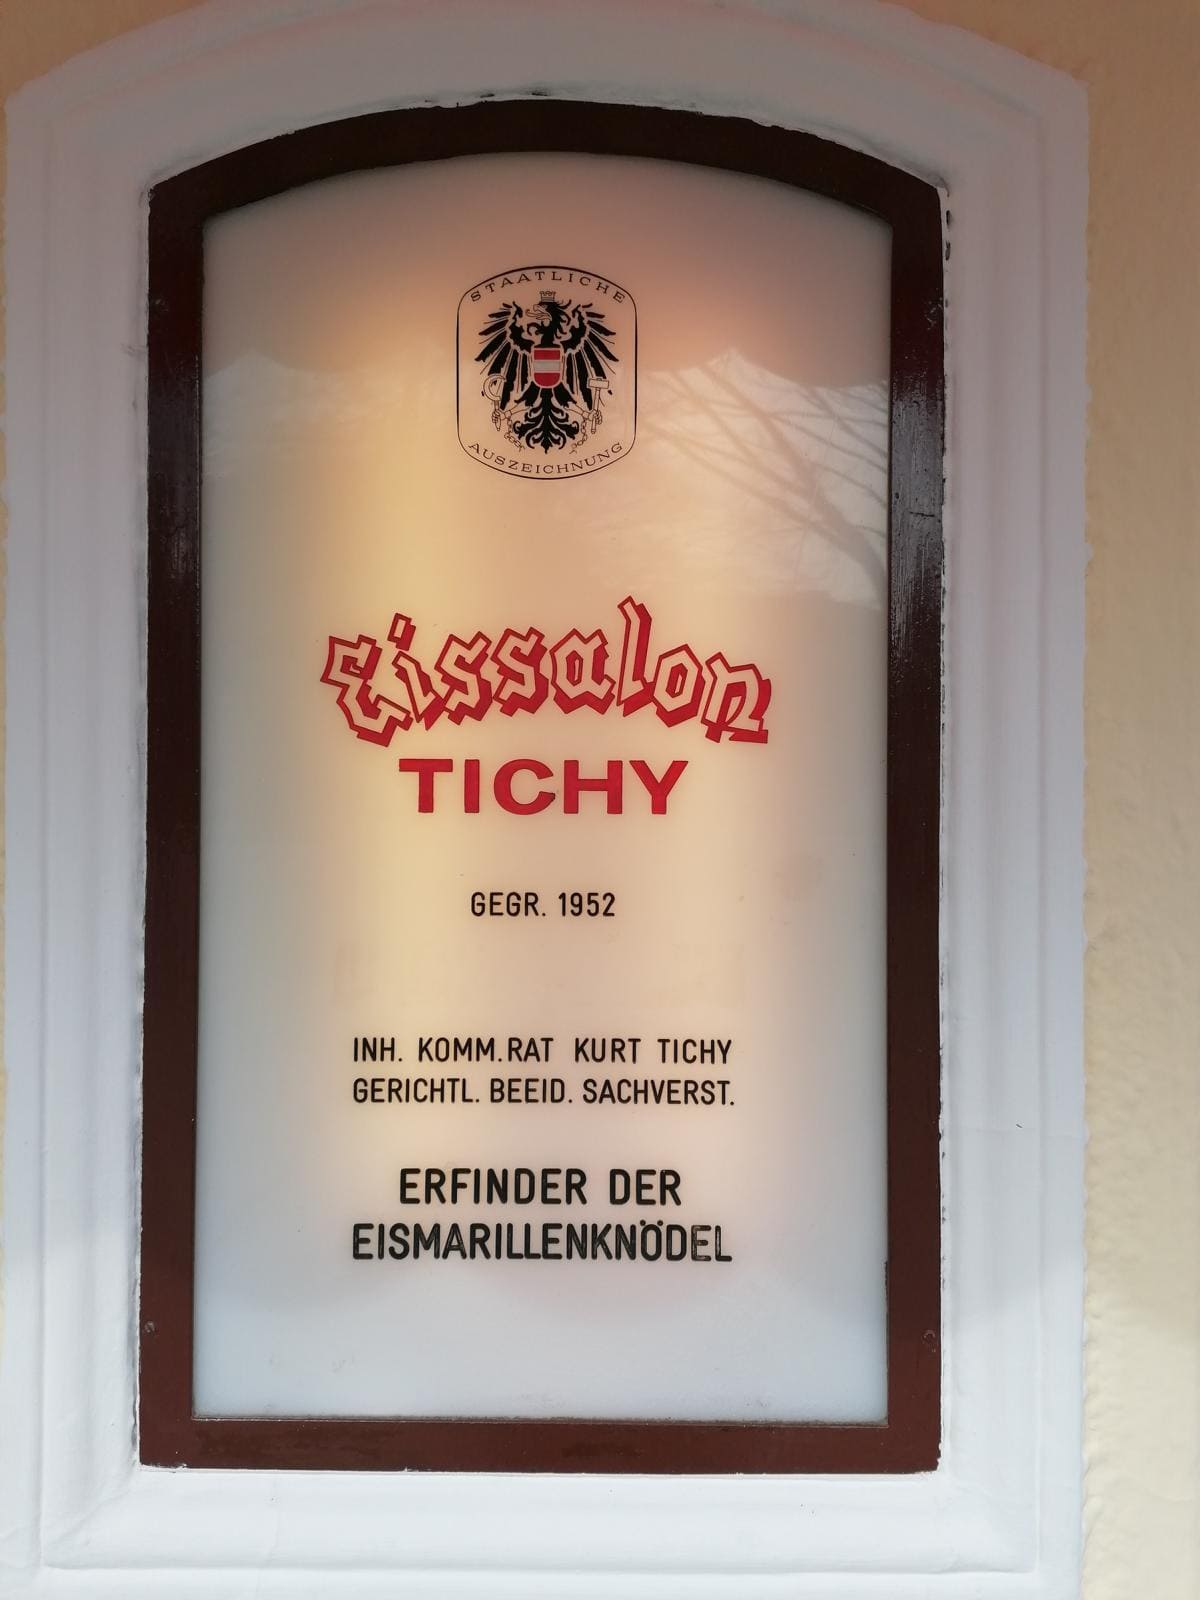 STAATLICHE
AUSZEICHNUNG
Eissalon
TICHY
GEGR. 1952
INH. KOMM.RAT KURT TICHY
GERICHTL. BEEID. SACHVERST.
ERFINDER DER
EISMARILLENKNÖDEL